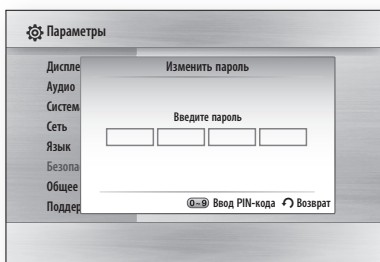 Параметры
Изменить пароль
Диспле
Аудио
Систем
Введите пароль
Сеть
Язык
Безопа
Общее
Поддер
0~9 Ввод PIN-кода Возврат